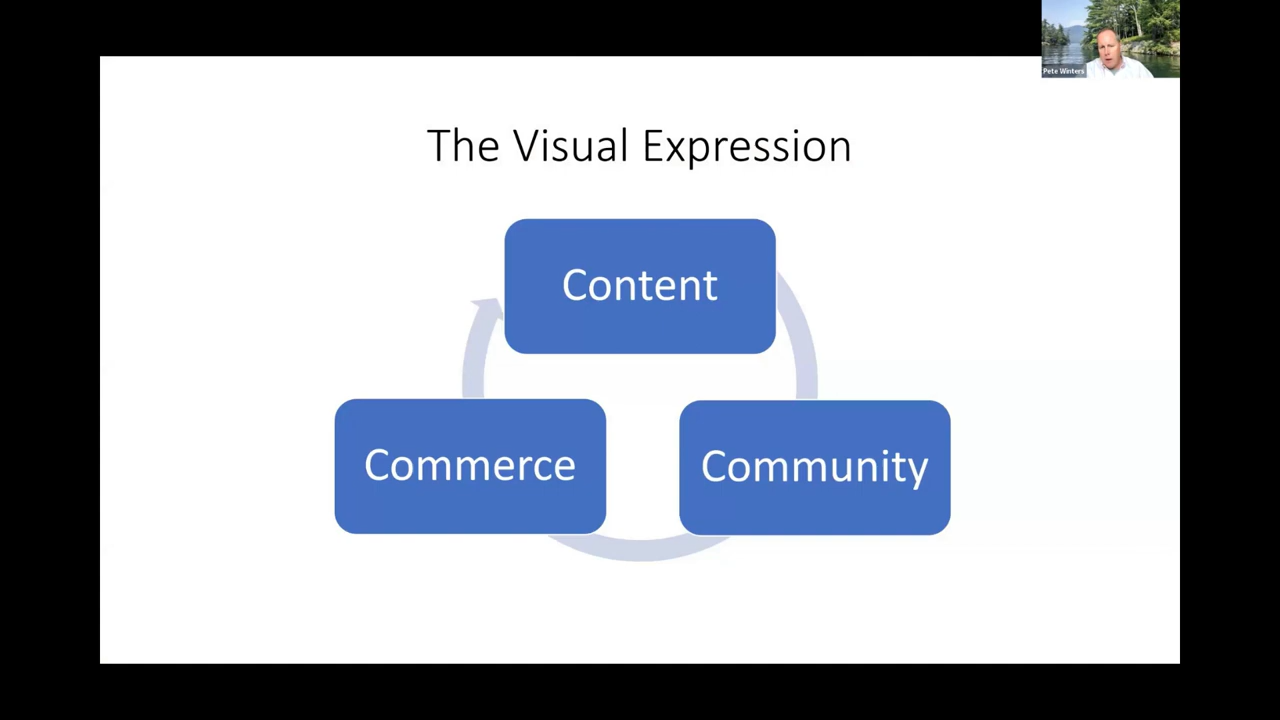 Pete Winters
The Visual Expression
Content
Commerce
Community